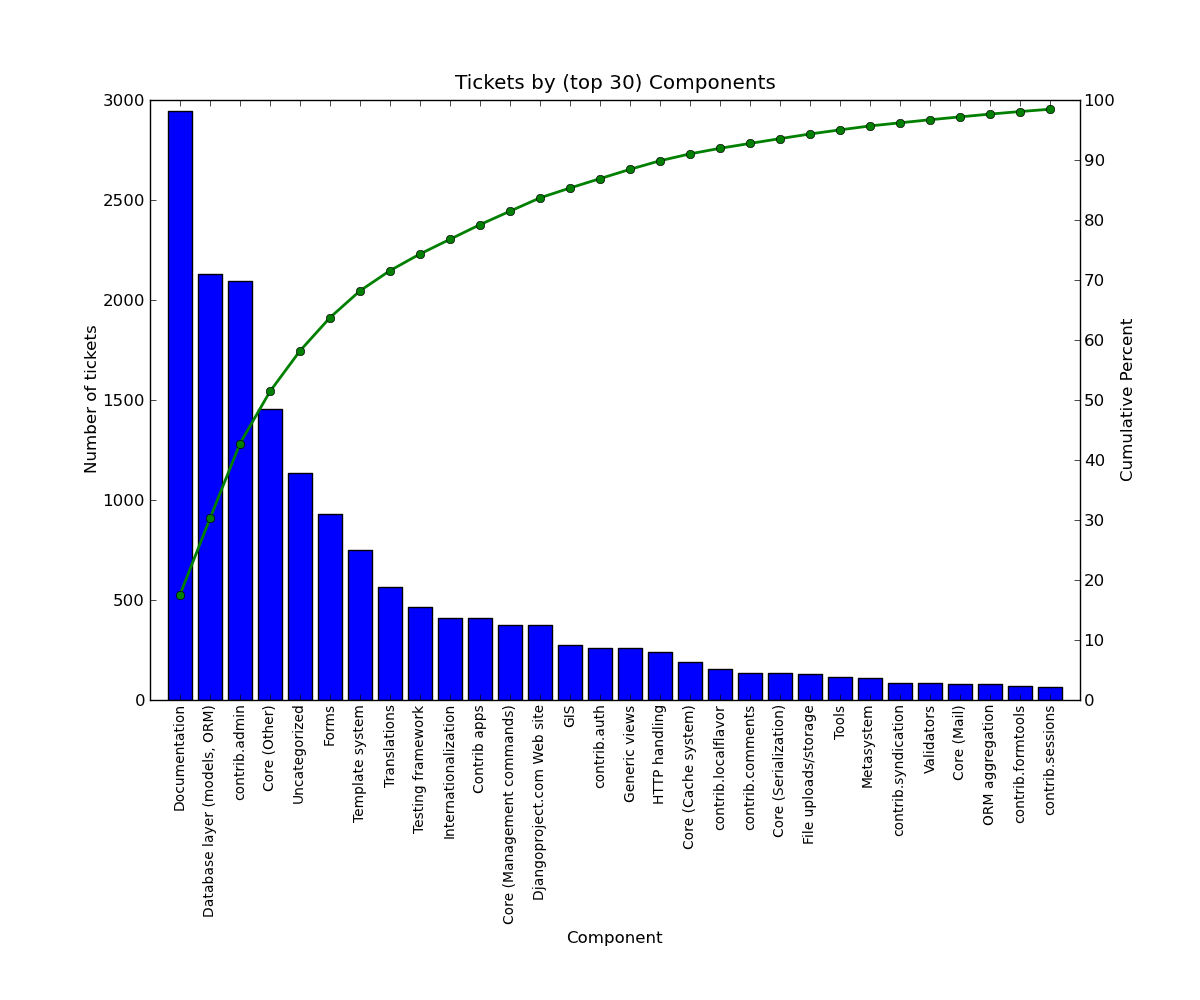 Tickets by (top 30) Components
3000
2500
2000
1500
1000
500
0
Number of tickets
100
90
80
70
60
50
40
30
20
10
0
Cumulative Percent
Documentation
Database layer (models, ORM)
contrib.admin
Core (Other)
Uncategorized
Forms
Template system
Translations
Testing framework
Internationalization
Contrib apps
Core (Management commands)
Djangoproject.com Web site
GIS
contrib.auth
Generic views
HTTP handling
Core (Cache system)
contrib.localflavor
contrib.comments
Core (Serialization)
File uploads/storage
Tools
Metasystem
contrib.syndication
Validators
Core (Mail)
ORM aggregation
contrib.formtools
contrib.sessions
Component